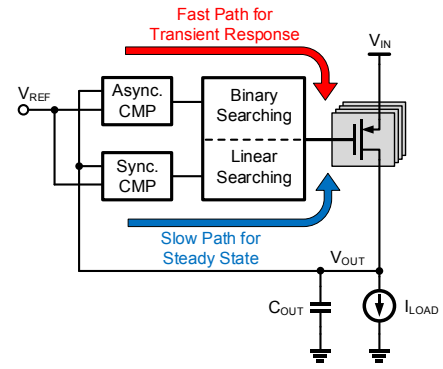 Fast Path for
Transient Response
VIN
VREF
Async.
CMP
Binary
Searching
Sync.
CMP
Linear
Searching
Slow Path for
Steady State
VOUT
COUT
ILOAD